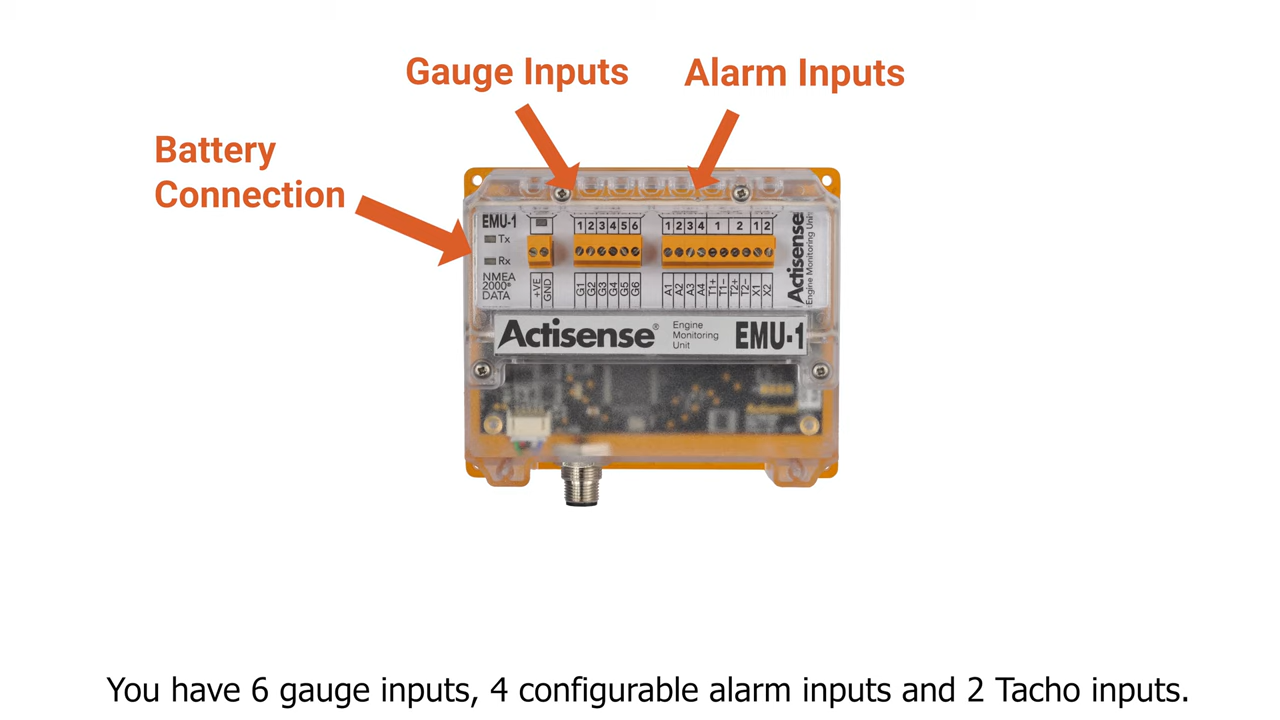 Gauge Inputs
Alarm Inputs
Battery
Connection
EMU-1
Tx
Rx
NMEA
2000®
DATA
1 2 3 4 5 6
1 2 3 4 1 2 1 2
+VE GND
G1 G2 G3 G4 G5 G6
A1 A2 A3 A4 T1+ T1- T2+ T2- X1 X2
Actisense
Engine Monitoring Unit
Actisense®
Engine
Monitoring
Unit
EMU-1
You have 6 gauge inputs, 4 configurable alarm inputs and 2 Tacho inputs.